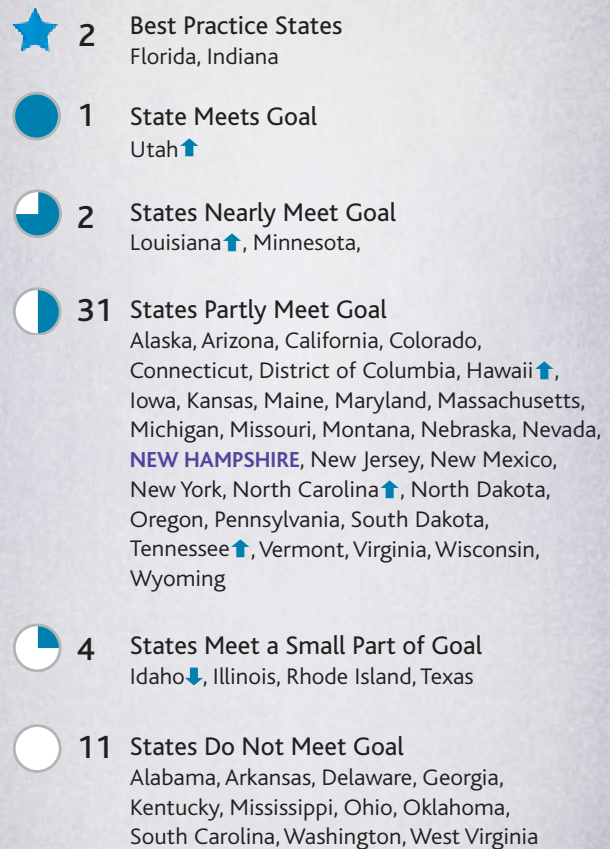 2 Best Practice States
Florida, Indiana
1 State Meets Goal
Utah⬆
2 States Nearly Meet Goal
Louisiana⬆, Minnesota,
31 States Partly Meet Goal
Alaska, Arizona, California, Colorado,
Connecticut, District of Columbia, Hawaii⬆,
Iowa, Kansas, Maine, Maryland, Massachusetts,
Michigan, Missouri, Montana, Nebraska, Nevada,
NEW HAMPSHIRE, New Jersey, New Mexico,
New York, North Carolina⬆, North Dakota,
Oregon, Pennsylvania, South Dakota,
Tennessee⬆, Vermont, Virginia, Wisconsin,
Wyoming
4 States Meet a Small Part of Goal
Idaho⬇, Illinois, Rhode Island, Texas
11 States Do Not Meet Goal
Alabama, Arkansas, Delaware, Georgia,
Kentucky, Mississippi, Ohio, Oklahoma,
South Carolina, Washington, West Virginia